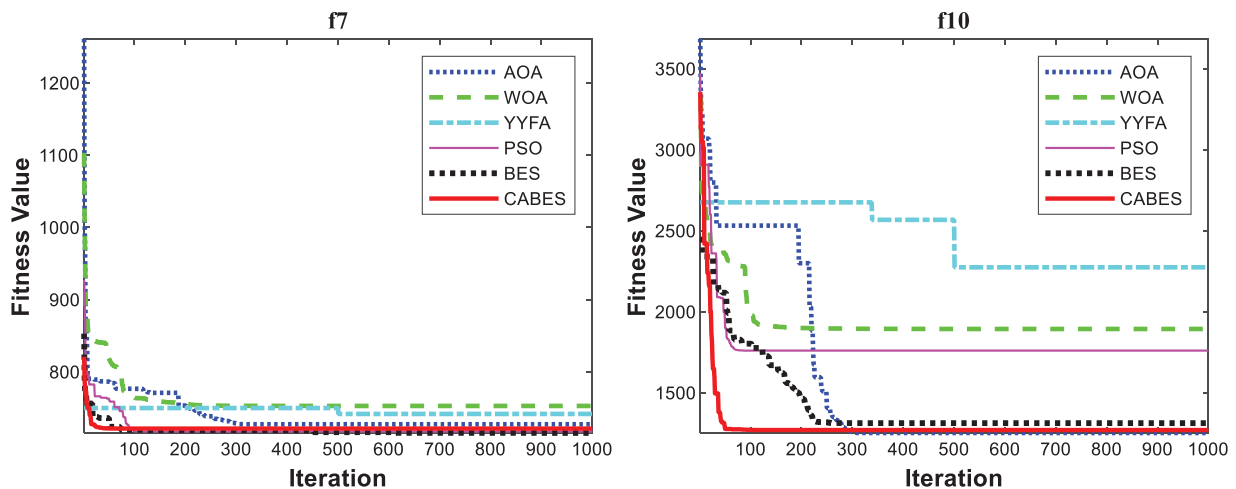 f7
1200
1100
1000
900
800
Fitness Value
100 200 300 400 500 600 700 800 900 1000
Iteration
AOA
WOA
YYFA
PSO
BES
CABES
f10
3500
3000
2500
2000
1500
Fitness Value
100 200 300 400 500 600 700 800 900 1000
Iteration
AOA
WOA
YYFA
PSO
BES
CABES